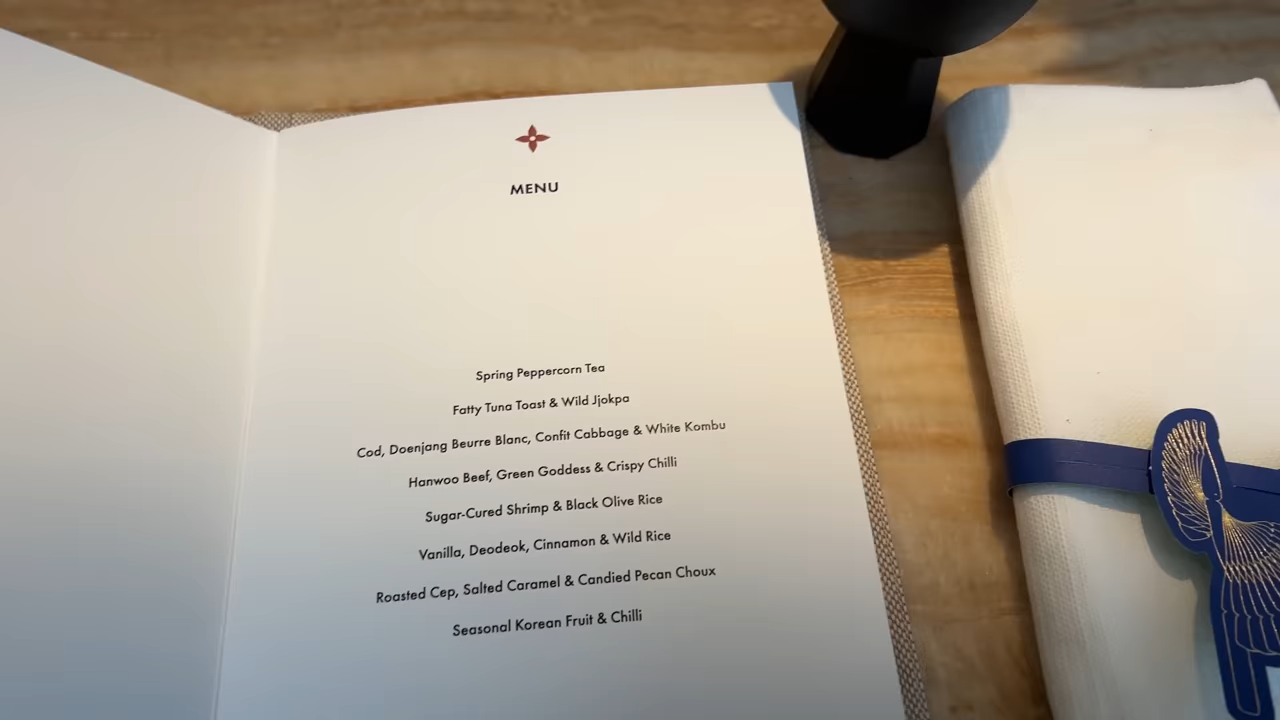 MENU
Spring Peppercorn Tea
Fatty Tuna Toast & Wild Jjokpa
Cod, Doenjang Beurre Blanc, Confit Cabbage & White Kombu
Hanwoo Beef, Green Goddess & Crispy Chilli
Sugar-Cured Shrimp & Black Olive Rice
Vanilla, Deodeok, Cinnamon & Wild Rice
Roasted Cep, Salted Caramel & Candied Pecan Choux
Seasonal Korean Fruit & Chilli